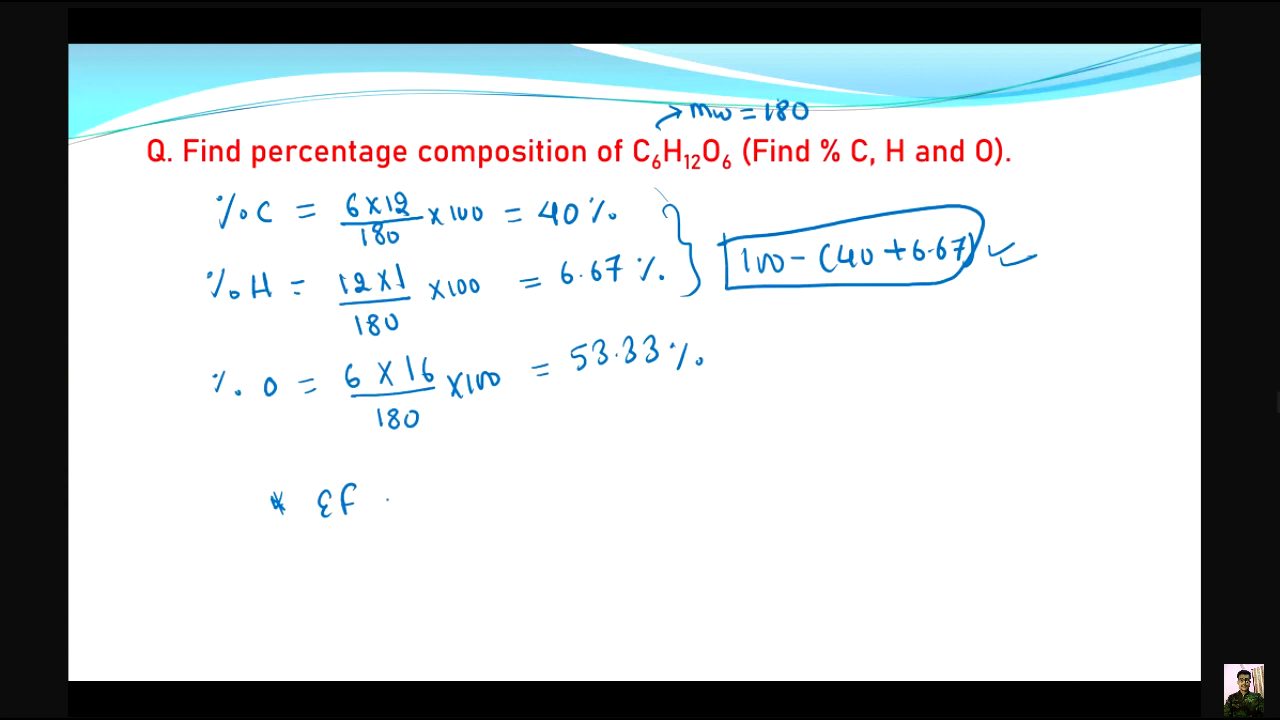 → mw = 180
Q. Find percentage composition of C₆H₁₂O₆ (Find % C, H and O).
% C = 6 X 12 / 180 X 100 = 40 %
% H = 12 X 1 / 180 X 100 = 6.67 %
100 - (40 + 6.67)
% O = 6 X 16 / 180 X 100 = 53.33 %
* EF